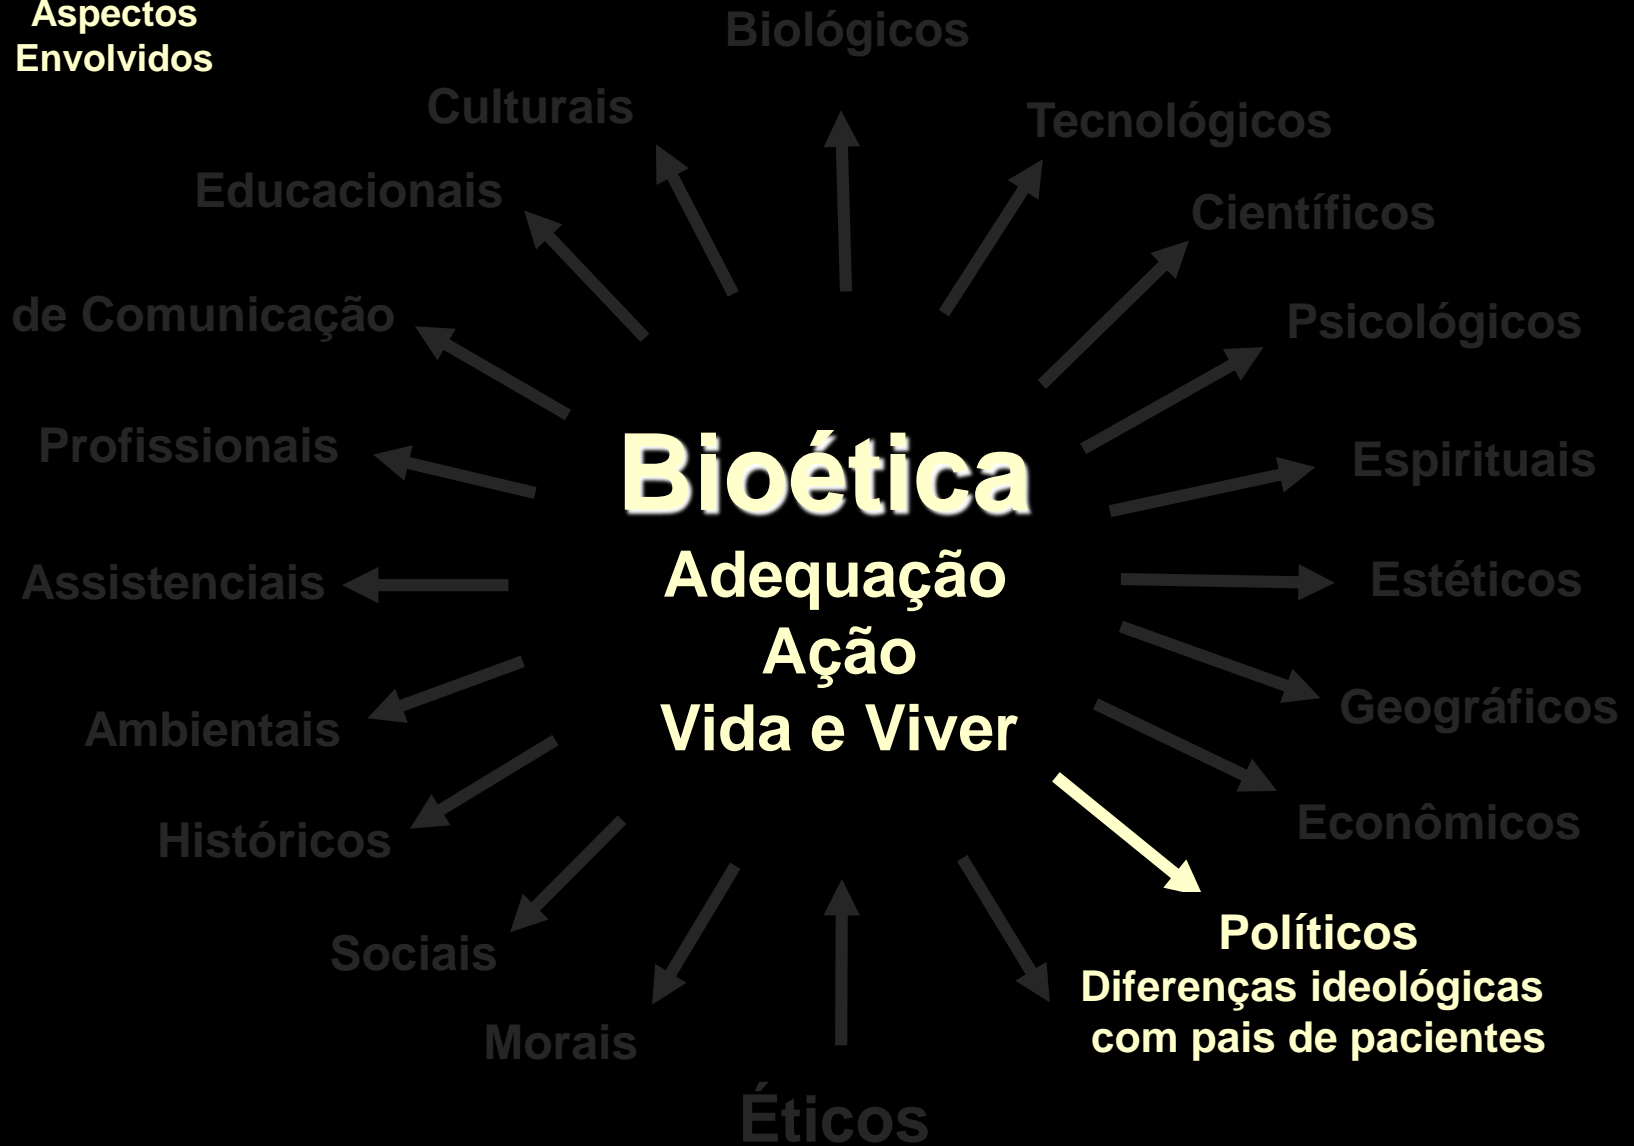 Aspectos
Envolvidos
Biológicos
Culturais
Tecnológicos
Educacionais
Científicos
de Comunicação
Psicológicos
Profissionais
Espirituais
Bioética
Adequação
Ação
Vida e Viver
Assistenciais
Estéticos
Ambientais
Geográficos
Históricos
Econômicos
Sociais
Políticos
Diferenças ideológicas
com pais de pacientes
Morais
Éticos